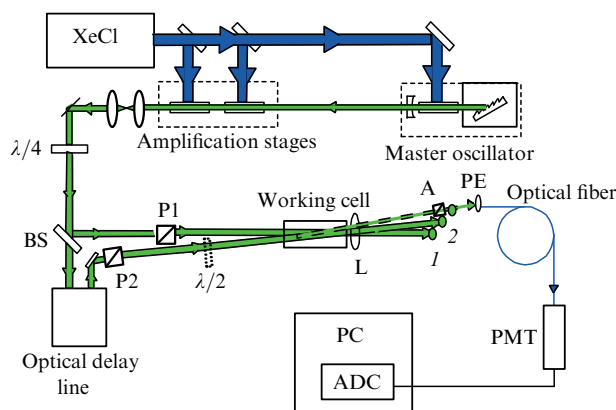 XeCl
Amplification stages
Master oscillator
λ/4
BS
P1
P2
λ/2
Working cell
L
A
PE
1
2
Optical fiber
Optical delay
line
PC
ADC
PMT